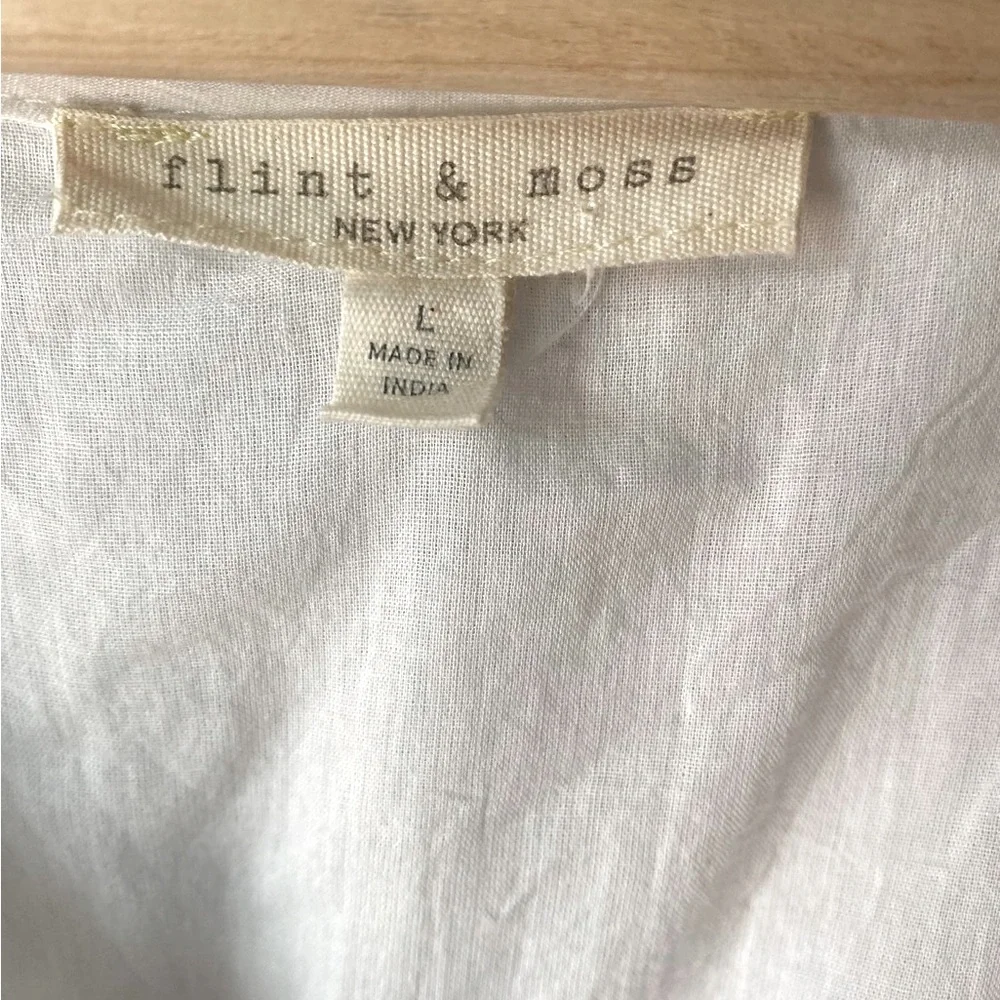 flint & moss
NEW YORK
L
MADE IN
INDIA